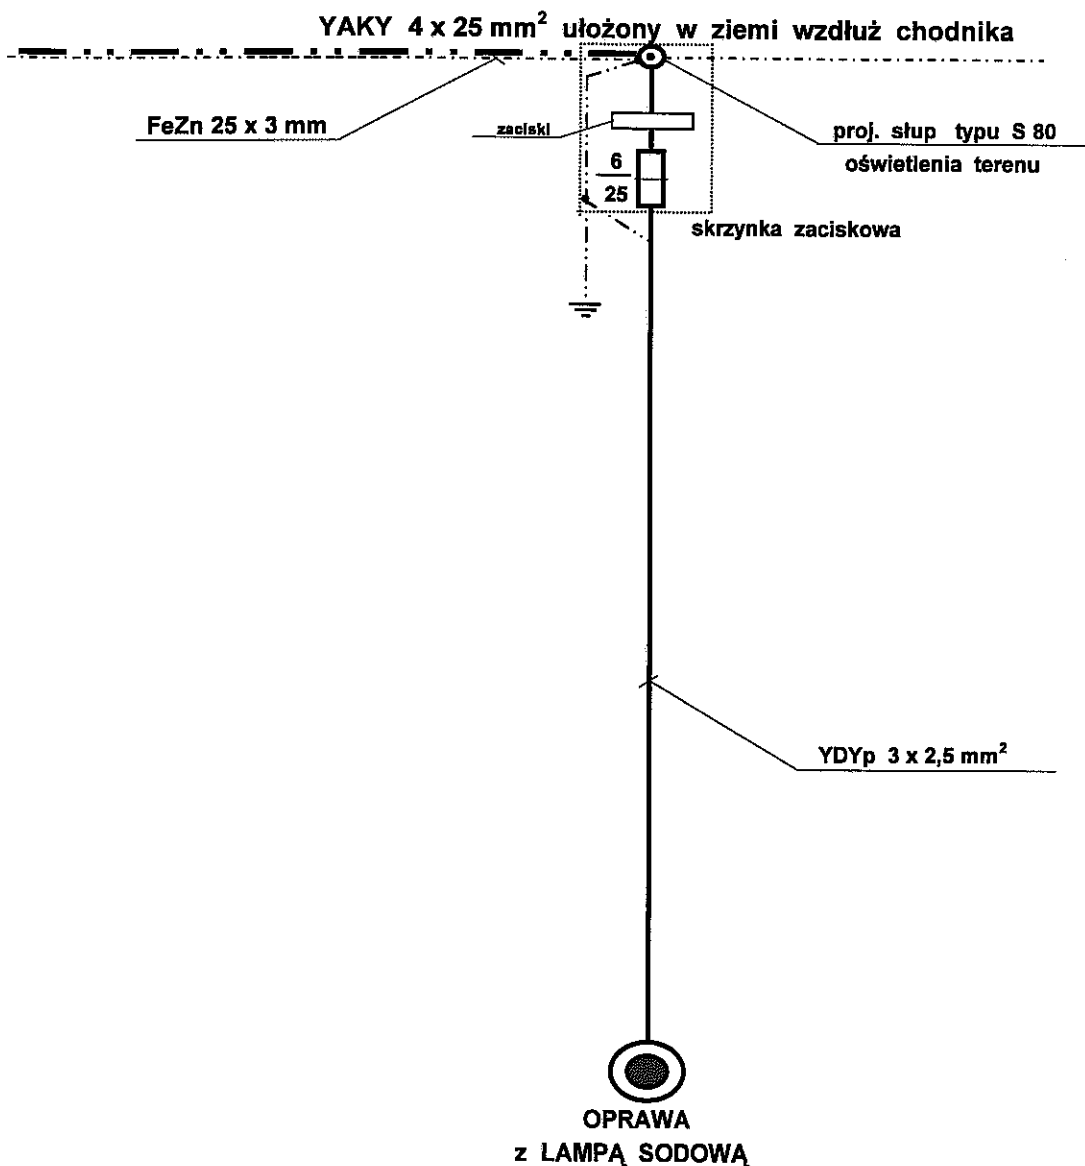 YAKY 4 x 25 mm² ułożony w ziemi wzdłuż chodnika
FeZn 25 x 3 mm
zaciski
proj. słup typu S 80
oświetlenia terenu
6
25
skrzynka zaciskowa
YDYp 3 x 2,5 mm²
OPRAWA
z LAMPĄ SODOWĄ